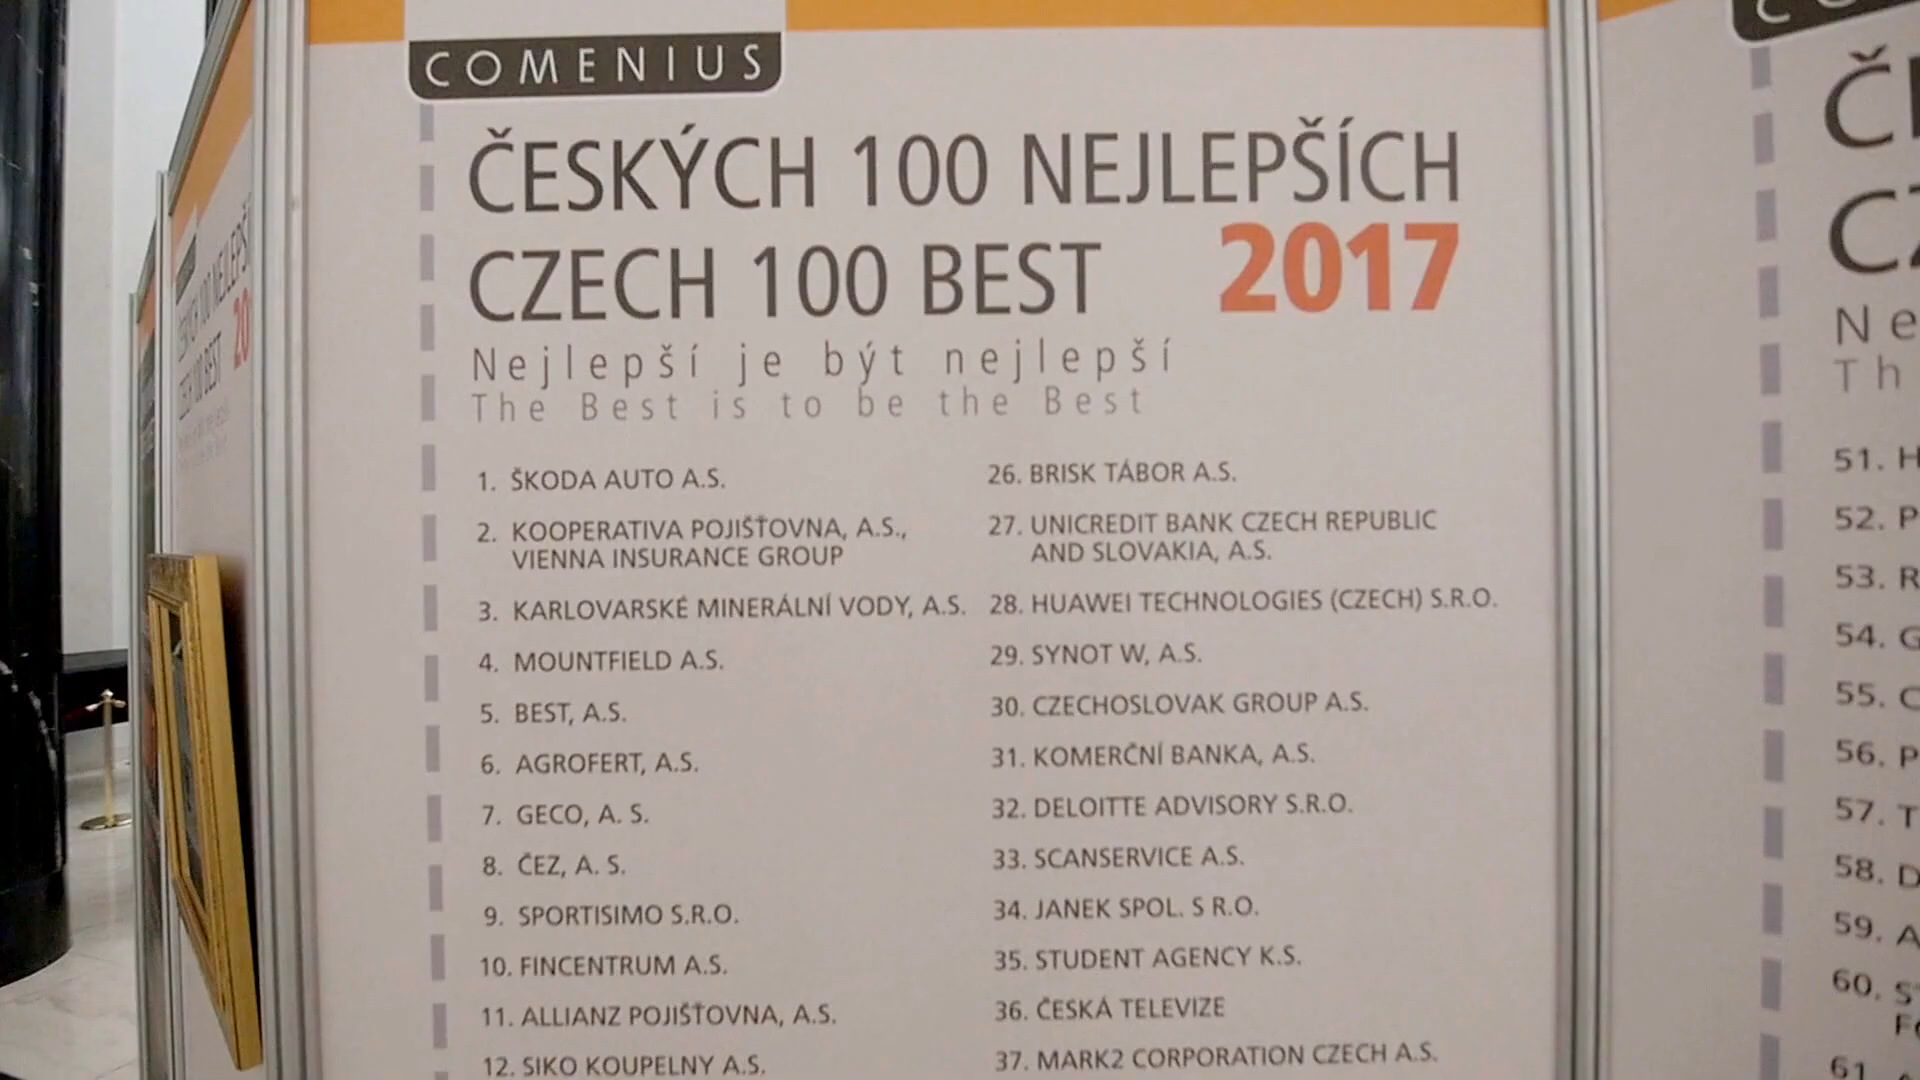 COMENIUS
ČESKÝCH 100 NEJLEPŠÍCH
CZECH 100 BEST 2017
Nejlepší je být nejlepší
The Best is to be the Best
1. ŠKODA AUTO A.S.
2. KOOPERATIVA POJIŠŤOVNA, A.S.,
VIENNA INSURANCE GROUP
3. KARLOVARSKÉ MINERÁLNÍ VODY, A.S.
4. MOUNTFIELD A.S.
5. BEST, A.S.
6. AGROFERT, A.S.
7. GECO, A. S.
8. ČEZ, A. S.
9. SPORTISIMO S.R.O.
10. FINCENTRUM A.S.
11. ALLIANZ POJIŠŤOVNA, A.S.
12. SIKO KOUPELNY A.S.
26. BRISK TÁBOR A.S.
27. UNICREDIT BANK CZECH REPUBLIC
AND SLOVAKIA, A.S.
28. HUAWEI TECHNOLOGIES (CZECH) S.R.O.
29. SYNOT W, A.S.
30. CZECHOSLOVAK GROUP A.S.
31. KOMERČNÍ BANKA, A.S.
32. DELOITTE ADVISORY S.R.O.
33. SCANSERVICE A.S.
34. JANEK SPOL. S R.O.
35. STUDENT AGENCY K.S.
36. ČESKÁ TELEVIZE
37. MARK2 CORPORATION CZECH A.S.
51.
52.
53.
54.
55.
56.
57.
58.
59.
60.
61.